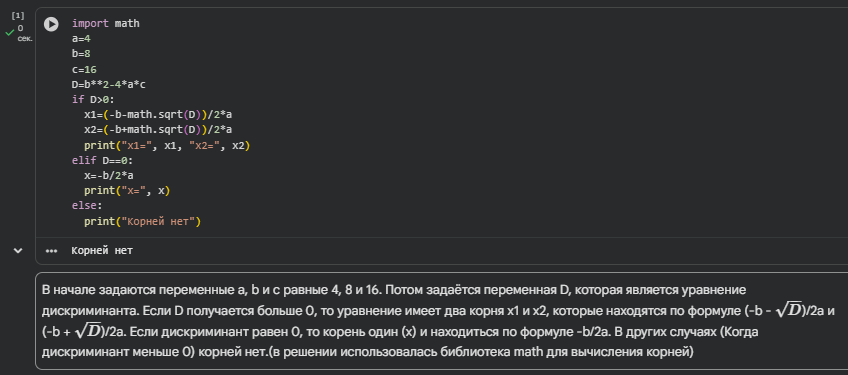 [1]
0
сек.
import math
a=4
b=8
c=16
D=b**2-4*a*c
if D>0:
  x1=(-b-math.sqrt(D))/2*a
  x2=(-b+math.sqrt(D))/2*a
  print("x1=", x1, "x2=", x2)
elif D==0:
  x=-b/2*a
  print("x=", x)
else:
  print("Корней нет")
Корней нет
В начале задаются переменные a, b и c равные 4, 8 и 16. Потом задаётся переменная D, которая является уравнение
дискриминанта. Если D получается больше 0, то уравнение имеет два корня x1 и x2, которые находятся по формуле (-b - √D)/2a и
(-b + √D)/2a. Если дискриминант равен 0, то корень один (x) и находиться по формуле -b/2a. В других случаях (Когда
дискриминант меньше 0) корней нет.(в решении использовалась библиотека math для вычисления корней)